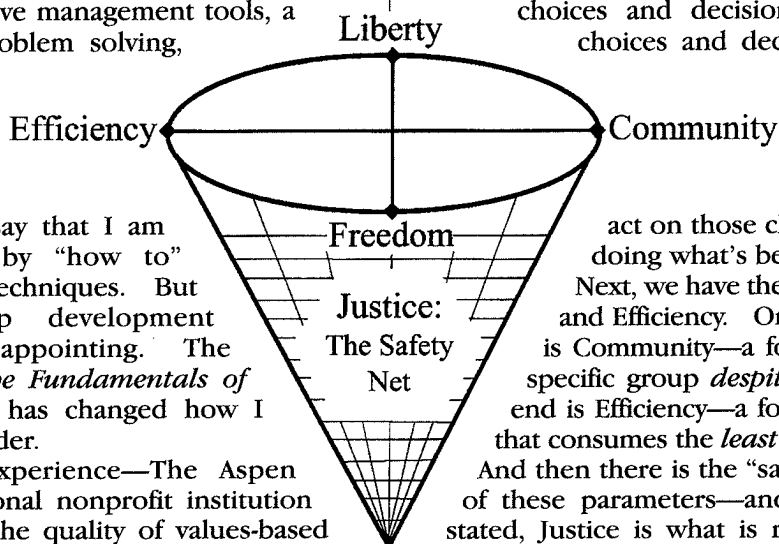 ve management tools, a
oblem solving,
ay that I am
by “how to”
echniques. But
p development
appointing. The
e Fundamentals of
has changed how I
der.
xperience—The Aspen
onal nonprofit institution
he quality of values-based
Liberty
Efficiency
Community
Freedom
Justice:
The Safety
Net
choices and decision
choices and dec
act on those c
doing what's be
Next, we have the
and Efficiency. O
is Community—a fo
specific group despit
end is Efficiency—a fo
that consumes the least
And then there is the “sa
of these parameters—and
stated, Justice is what is